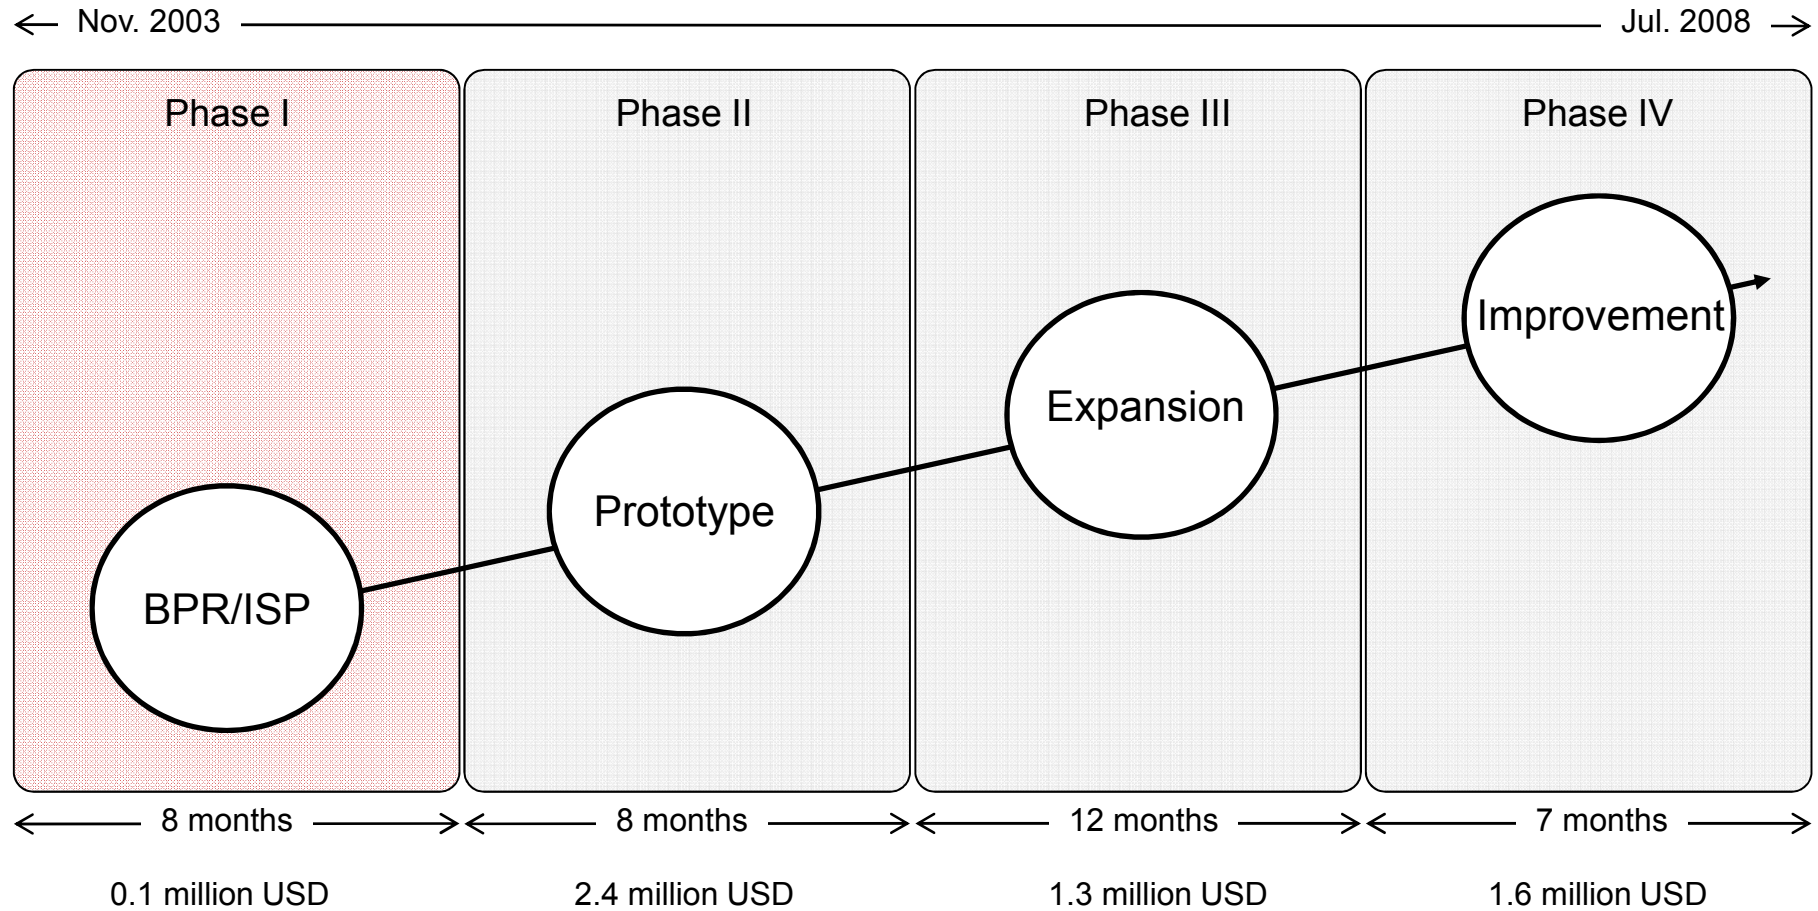 Nov. 2003 Jul. 2008
Phase I Phase II Phase III Phase IV
Improvement
Expansion
Prototype
BPR/ISP
8 months 8 months 12 months 7 months
0.1 million USD 2.4 million USD 1.3 million USD 1.6 million USD